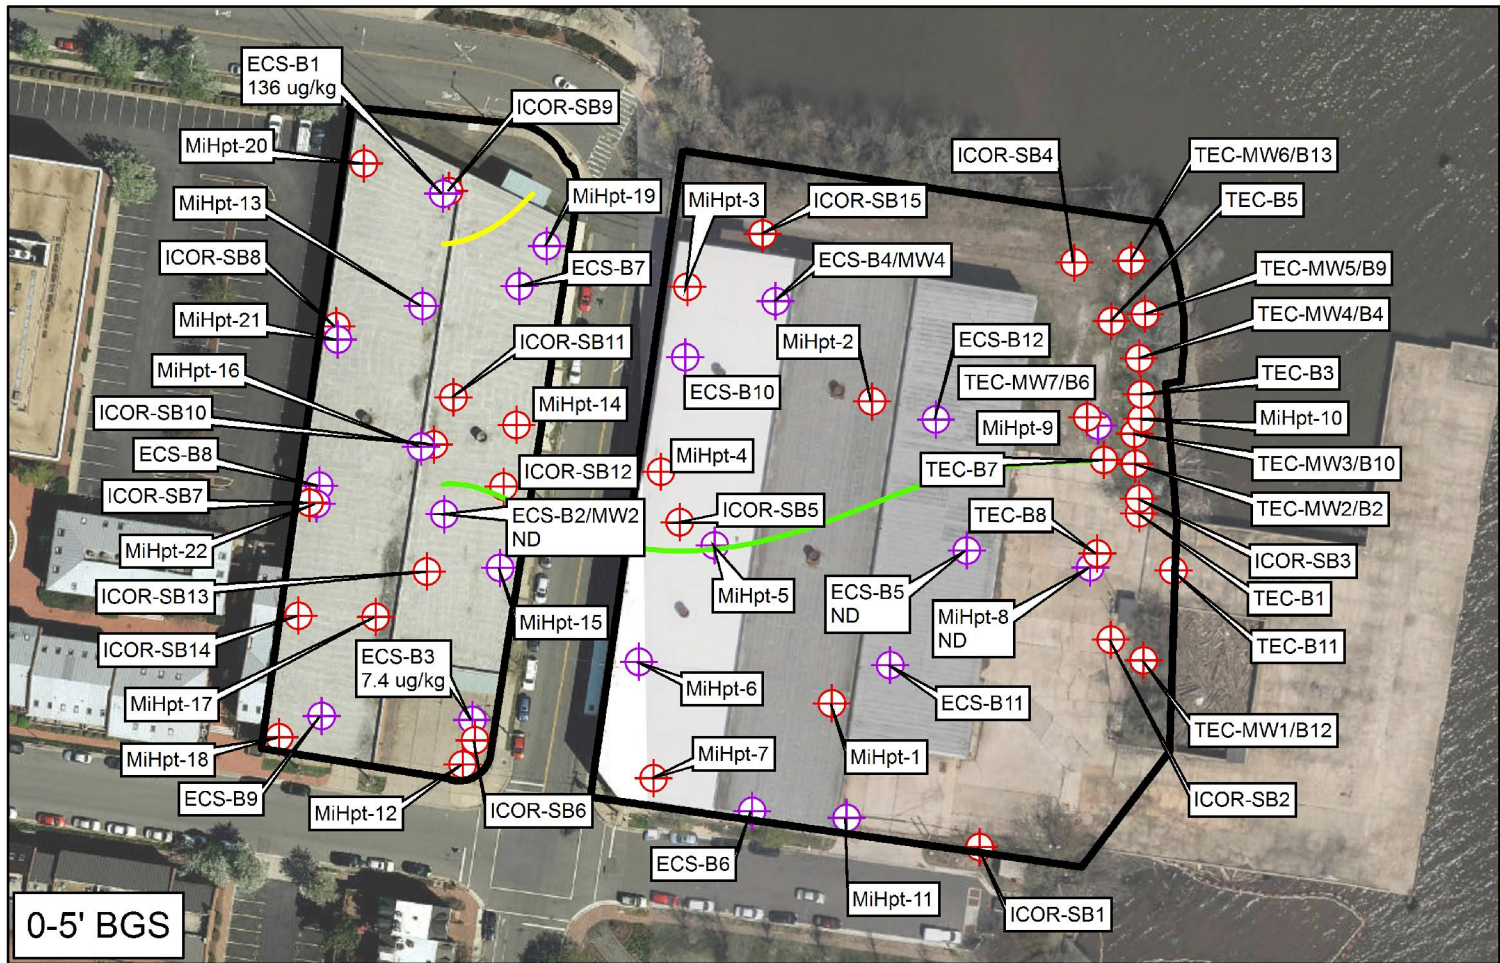 ECS-B1
136 ug/kg
ICOR-SB9
MiHpt-20
MiHpt-13
MiHpt-19
ICOR-SB8
ECS-B7
MiHpt-21
ICOR-SB11
MiHpt-16
ICOR-SB10
MiHpt-14
ECS-B8
ICOR-SB12
ICOR-SB7
ECS-B2/MW2
ND
MiHpt-22
ICOR-SB13
MiHpt-15
ICOR-SB14
ECS-B3
7.4 ug/kg
MiHpt-17
MiHpt-18
ECS-B9
MiHpt-12
ICOR-SB6
MiHpt-3
ICOR-SB15
ECS-B4/MW4
MiHpt-2
ECS-B10
ECS-B12
MiHpt-4
ICOR-SB5
MiHpt-5
MiHpt-6
MiHpt-7
MiHpt-1
ECS-B11
ECS-B5
ND
MiHpt-8
ND
ECS-B6
MiHpt-11
ICOR-SB1
ICOR-SB4
TEC-MW6/B13
TEC-B5
TEC-MW5/B9
TEC-MW4/B4
TEC-MW7/B6
TEC-B3
MiHpt-9
MiHpt-10
TEC-B7
TEC-MW3/B10
TEC-MW2/B2
TEC-B8
ICOR-SB3
TEC-B1
TEC-B11
TEC-MW1/B12
ICOR-SB2
0-5' BGS